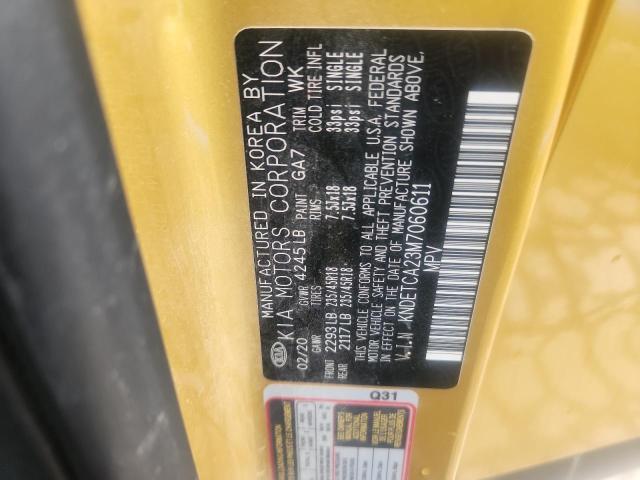 MANUFACTURED IN KOREA BY
KIA MOTORS CORPORATION
KIA
02/20 GVWR 4245LB PAINT GA7 TRIM WK
GAWR TIRES RIMS COLD TIRE INFL
FRONT 2293LB 235/45R18 7.5Jx18 33psi SINGLE
REAR 2117LB 235/45R18 7.5Jx18 33psi SINGLE
THIS VEHICLE CONFORMS TO ALL APPLICABLE U.S.A. FEDERAL
MOTOR VEHICLE SAFETY AND THEFT PREVENTION STANDARDS
IN EFFECT ON THE DATE OF MANUFACTURE SHOWN ABOVE.
V.I.N KNDETCA23M7060611
MPV
Q31